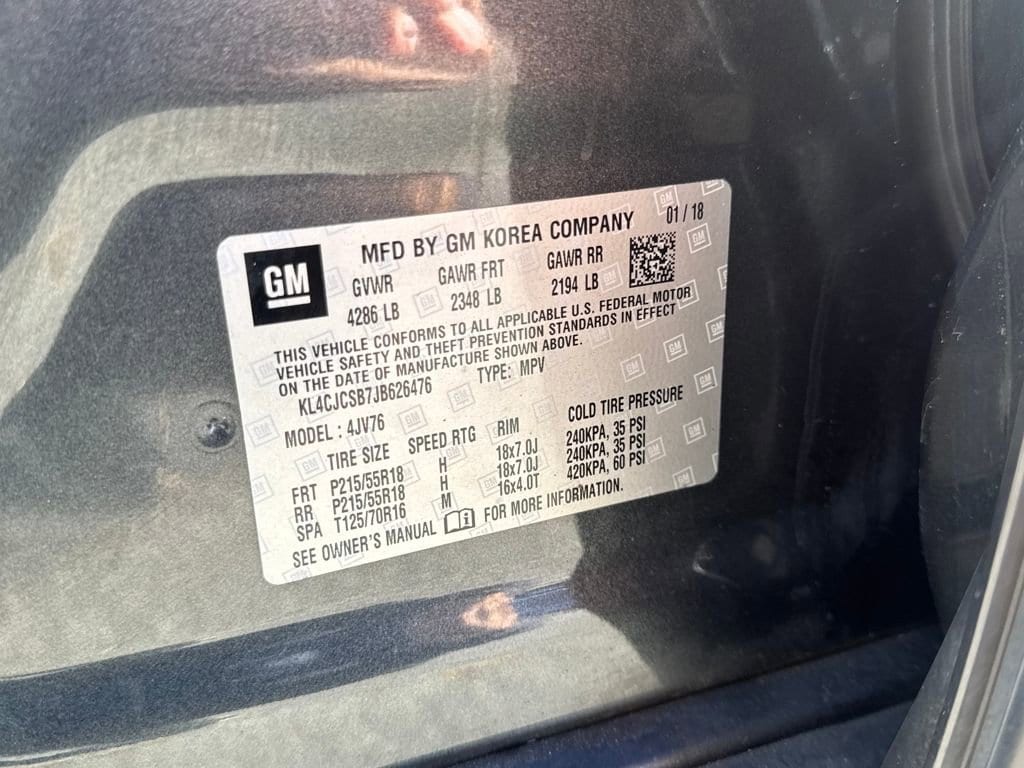 GM
MFD BY GM KOREA COMPANY 01 / 18
GVWR GAWR FRT GAWR RR
4286 LB 2348 LB 2194 LB
THIS VEHICLE CONFORMS TO ALL APPLICABLE U.S. FEDERAL MOTOR
VEHICLE SAFETY AND THEFT PREVENTION STANDARDS IN EFFECT
ON THE DATE OF MANUFACTURE SHOWN ABOVE.
KL4CJCSB7JB626476 TYPE: MPV
MODEL : 4JV76
TIRE SIZE SPEED RTG RIM COLD TIRE PRESSURE
FRT P215/55R18 H 18x7.0J 240KPA, 35 PSI
RR P215/55R18 H 18x7.0J 240KPA, 35 PSI
SPA T125/70R16 M 16x4.0T 420KPA, 60 PSI
SEE OWNER'S MANUAL FOR MORE INFORMATION.